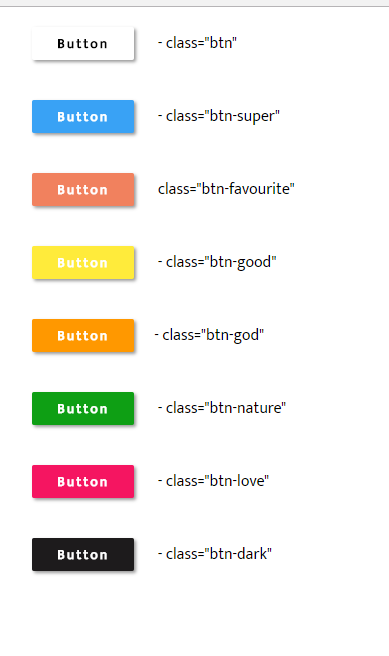 Button - class="btn"
Button - class="btn-super"
Button class="btn-favourite"
Button - class="btn-good"
Button - class="btn-god"
Button - class="btn-nature"
Button - class="btn-love"
Button - class="btn-dark"